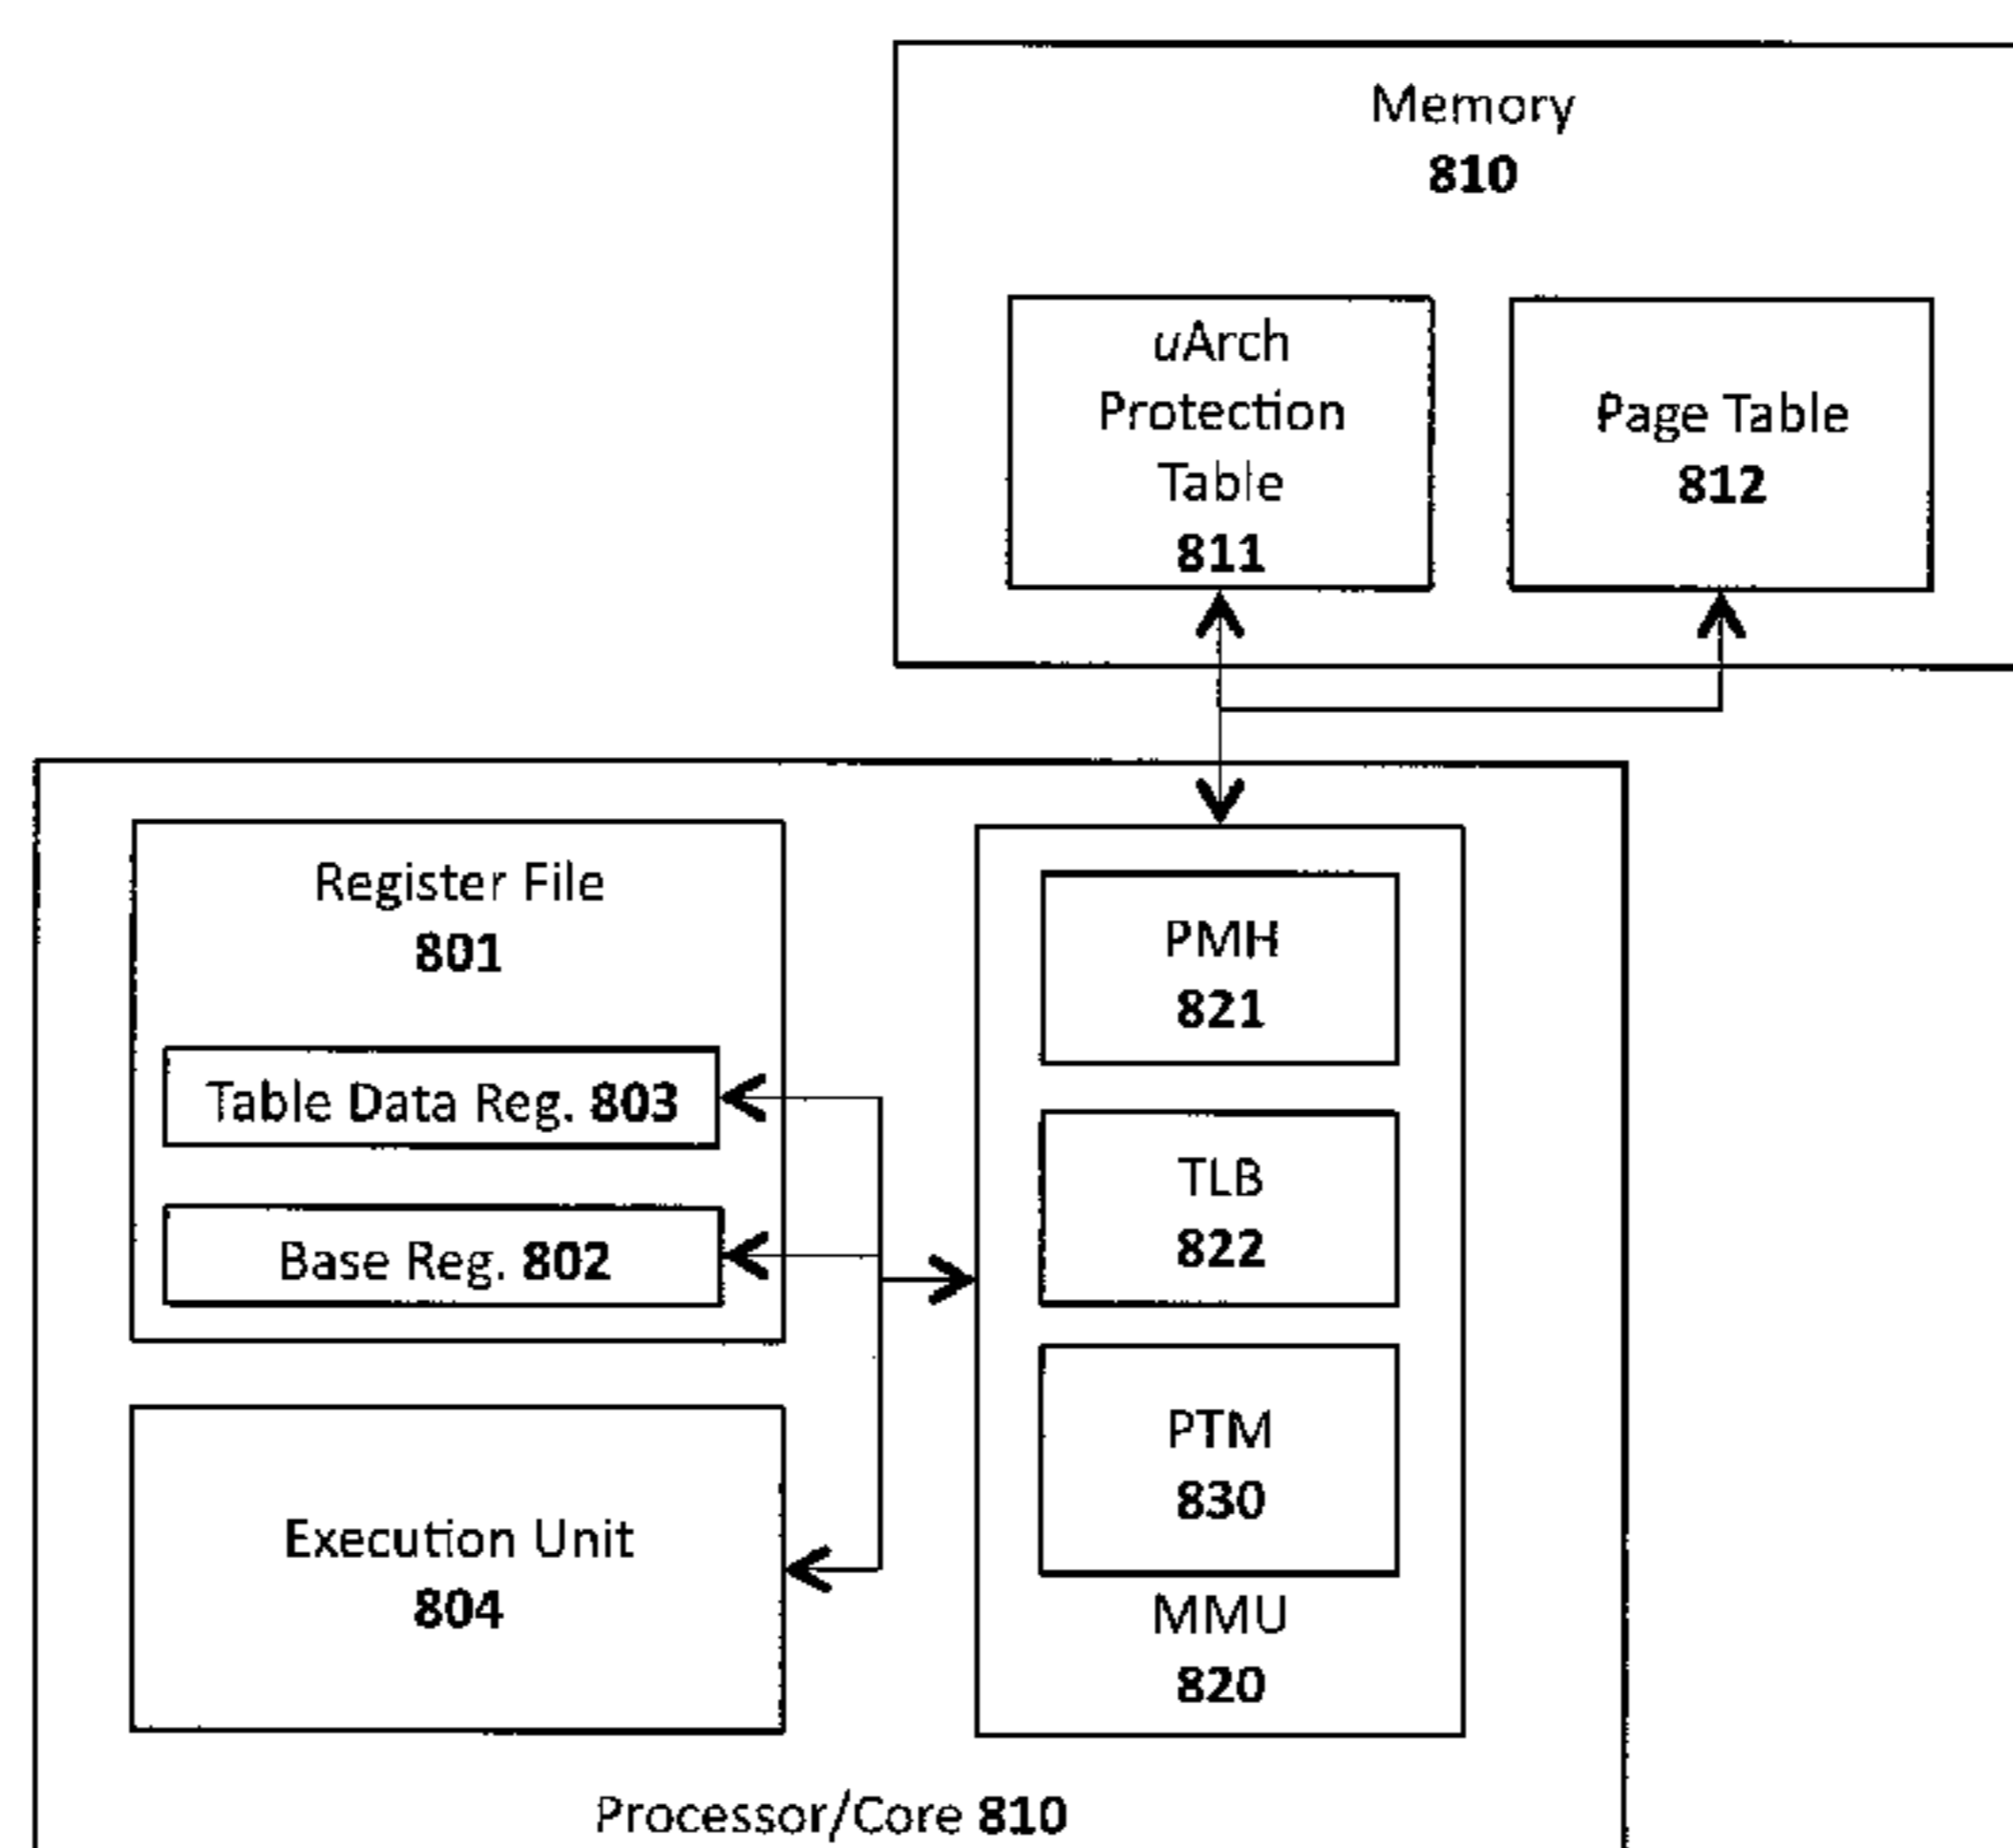 Memory
810
uArch
Protection
Table
811
Page Table
812
Register File
801
Table Data Reg. 803
Base Reg. 802
Execution Unit
804
PMH
821
TLB
822
PTM
830
MMU
820
Processor/Core 810